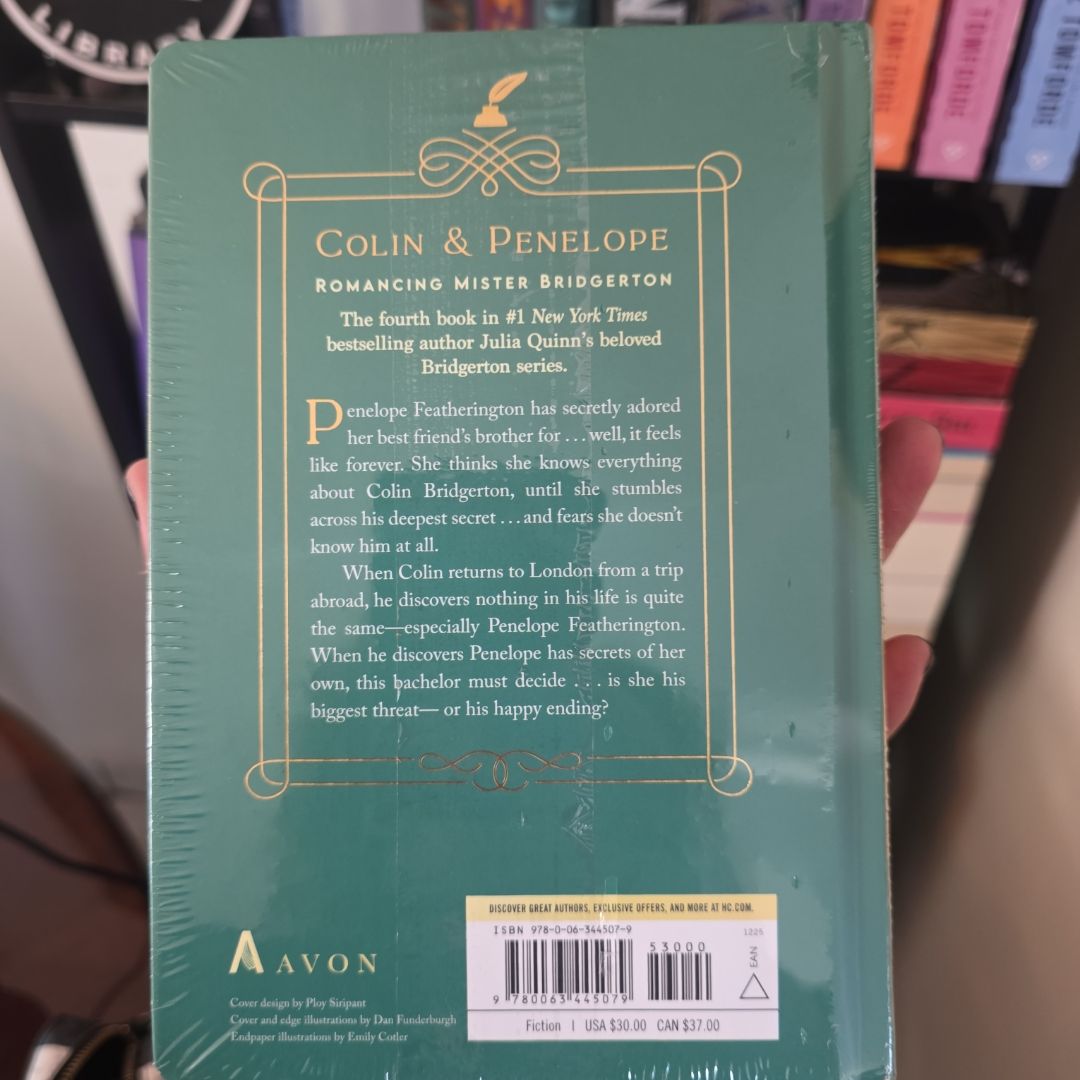 LIBRARY
COLIN & PENELOPE
ROMANCING MISTER BRIDGERTON
The fourth book in #1 New York Times
bestselling author Julia Quinn's beloved
Bridgerton series.
Penelope Featherington has secretly adored
her best friend's brother for . . . well, it feels
like forever. She thinks she knows everything
about Colin Bridgerton, until she stumbles
across his deepest secret . . . and fears she doesn't
know him at all.
When Colin returns to London from a trip
abroad, he discovers nothing in his life is quite
the same—especially Penelope Featherington.
When he discovers Penelope has secrets of her
own, this bachelor must decide . . . is she his
biggest threat— or his happy ending?
AVON
Cover design by Ploy Siripant
Cover and edge illustrations by Dan Funderburgh
Endpaper illustrations by Emily Cotler
DISCOVER GREAT AUTHORS, EXCLUSIVE OFFERS, AND MORE AT HC.COM.
ISBN 978-0-06-344507-9
53000
1225
EAN
9 780063 445079
Fiction | USA $30.00 CAN $37.00